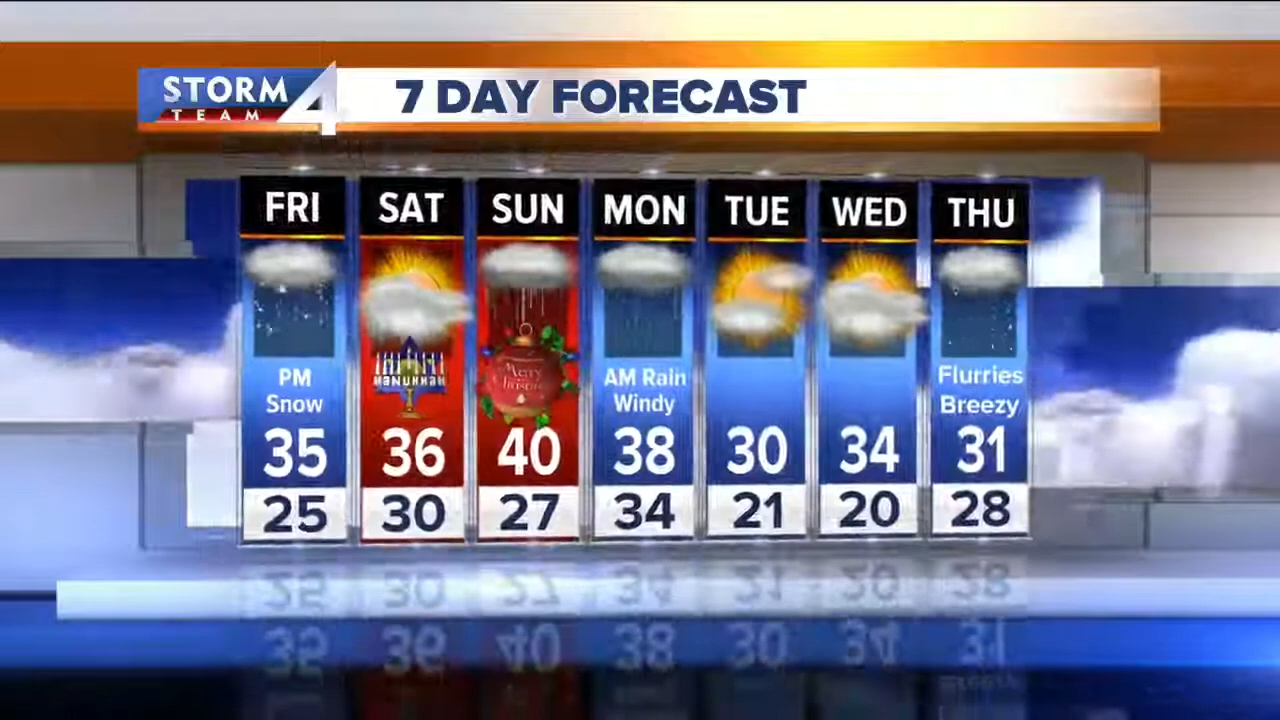 STORM
TEAM
4
7 DAY FORECAST
FRI SAT SUN MON TUE WED THU
HANUKKAH
Merry
Christmas
PM
Snow
AM Rain
Windy
Flurries
Breezy
35 36 40 38 30 34 31
25 30 27 34 21 20 28